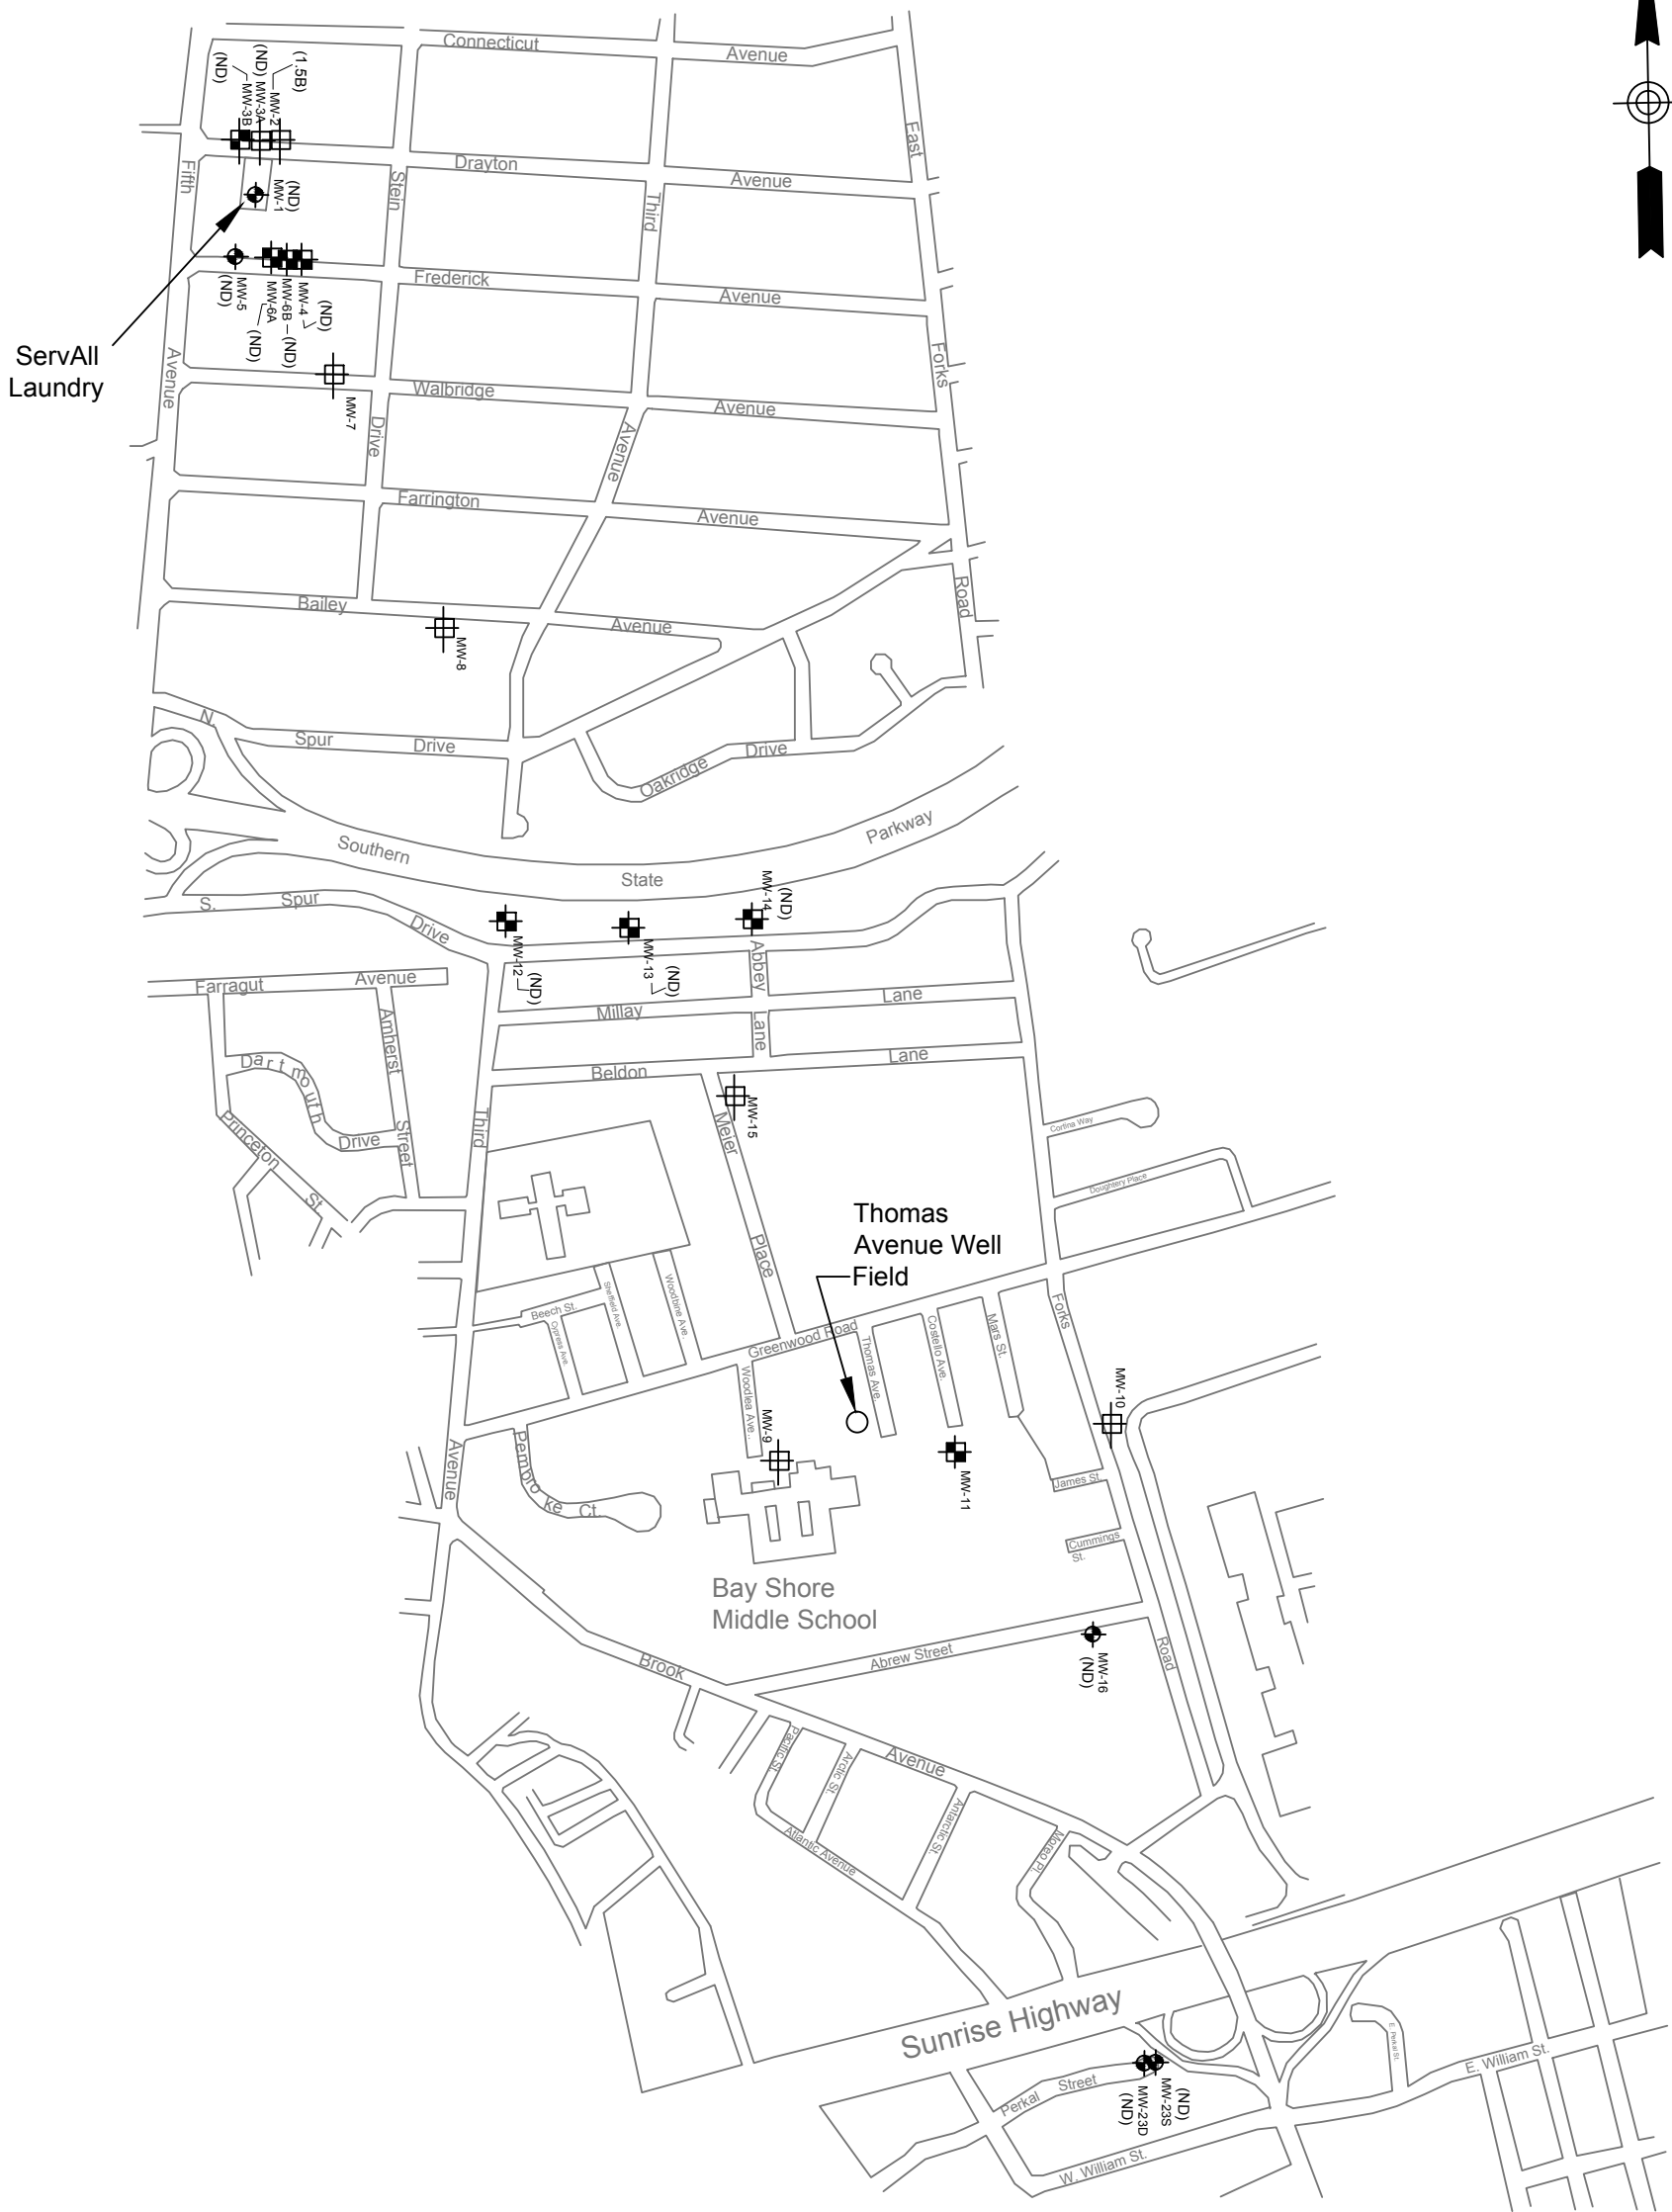 Connecticut
Avenue
East
(1.5B)
MW-2
(ND)
MW-3A
MW-3B
(ND)
Drayton
Avenue
Fifth
Stein
Third
(ND)
MW-1
Frederick
Avenue
MW-5
(ND)
MW-6A
(ND)
MW-6B
(ND)
MW-4
(ND)
ServAll
Laundry
Avenue
Forks
Walbridge
Avenue
MW-7
Drive
Avenue
Farrington
Avenue
Road
Bailey
Avenue
MW-8
N.
Spur
Drive
Oakridge
Drive
Southern
State
Parkway
S.
Spur
Drive
MW-12
(ND)
MW-13
(ND)
MW-14
(ND)
Abbey
Lane
Farragut
Avenue
Millay
Lane
Amherst
Street
Beldon
Lane
Dartmouth
Drive
Princeton
St.
Third
MW-15
Meier
Place
Cortina Way
Doughtery Place
Thomas
Avenue Well
Field
Beech St.
Cypress Ave.
Sheffield Ave.
Woodbine Ave.
Greenwood Road
Woodlea Ave..
Thomas Ave.
Costello Ave.
Mars St.
Forks
MW-10
MW-9
MW-11
Avenue
Pembroke Ct.
James St.
Cummings
St.
Bay Shore
Middle School
Abrew Street
Road
MW-16
(ND)
Brook
Avenue
Pacific St.
Arctic St.
Antarctic St.
Atlantic Avenue
Moreo Pl.
Sunrise Highway
E. Perkal St.
E. William St.
Perkal
Street
(ND)
MW-23S
MW-23D
(ND)
W. William St.